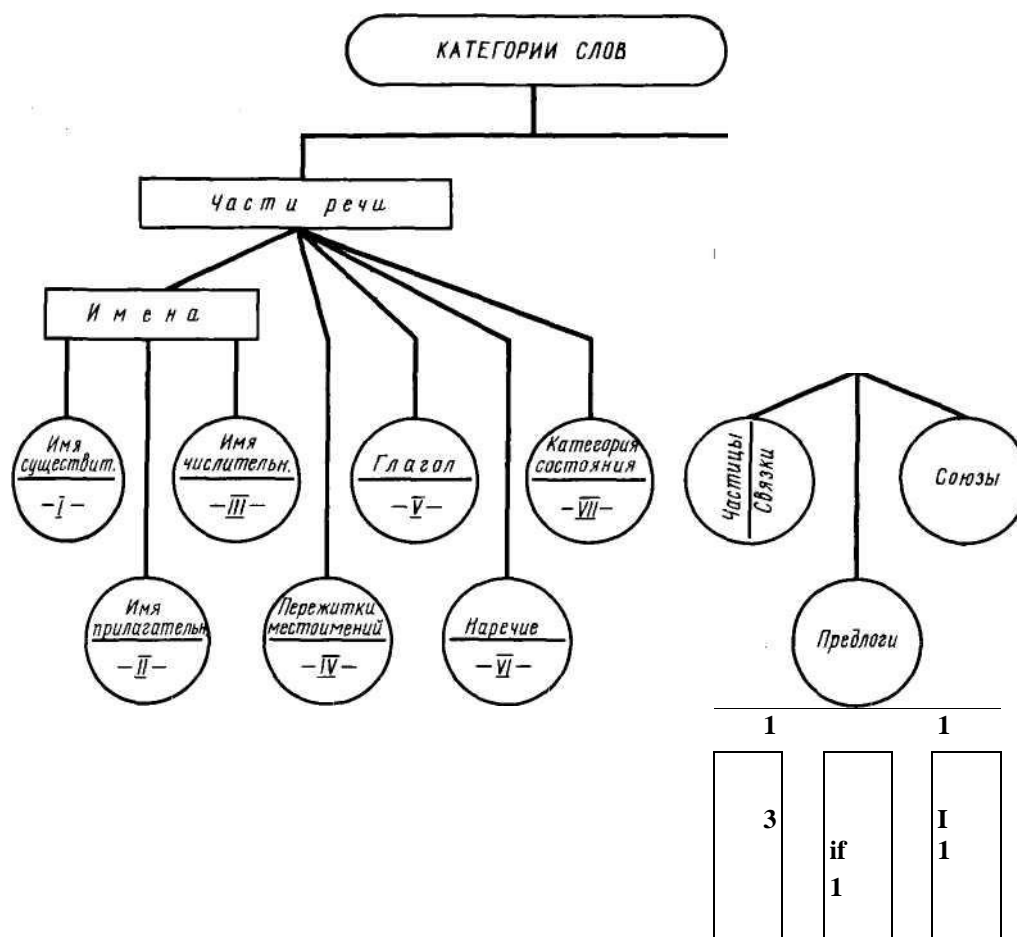 КАТЕГОРИИ СЛОВ
Части речи
Имена
Имя
существит.
-I-
Имя
числительн.
-III-
Глагол
-V-
Категория
состояния
-VII-
Частицы
Связки
Союзы
Имя
прилагательн
-II-
Пережитки
местоимений
-IV-
Наречие
-VI-
Предлоги
1 1
3 I
if 1
1